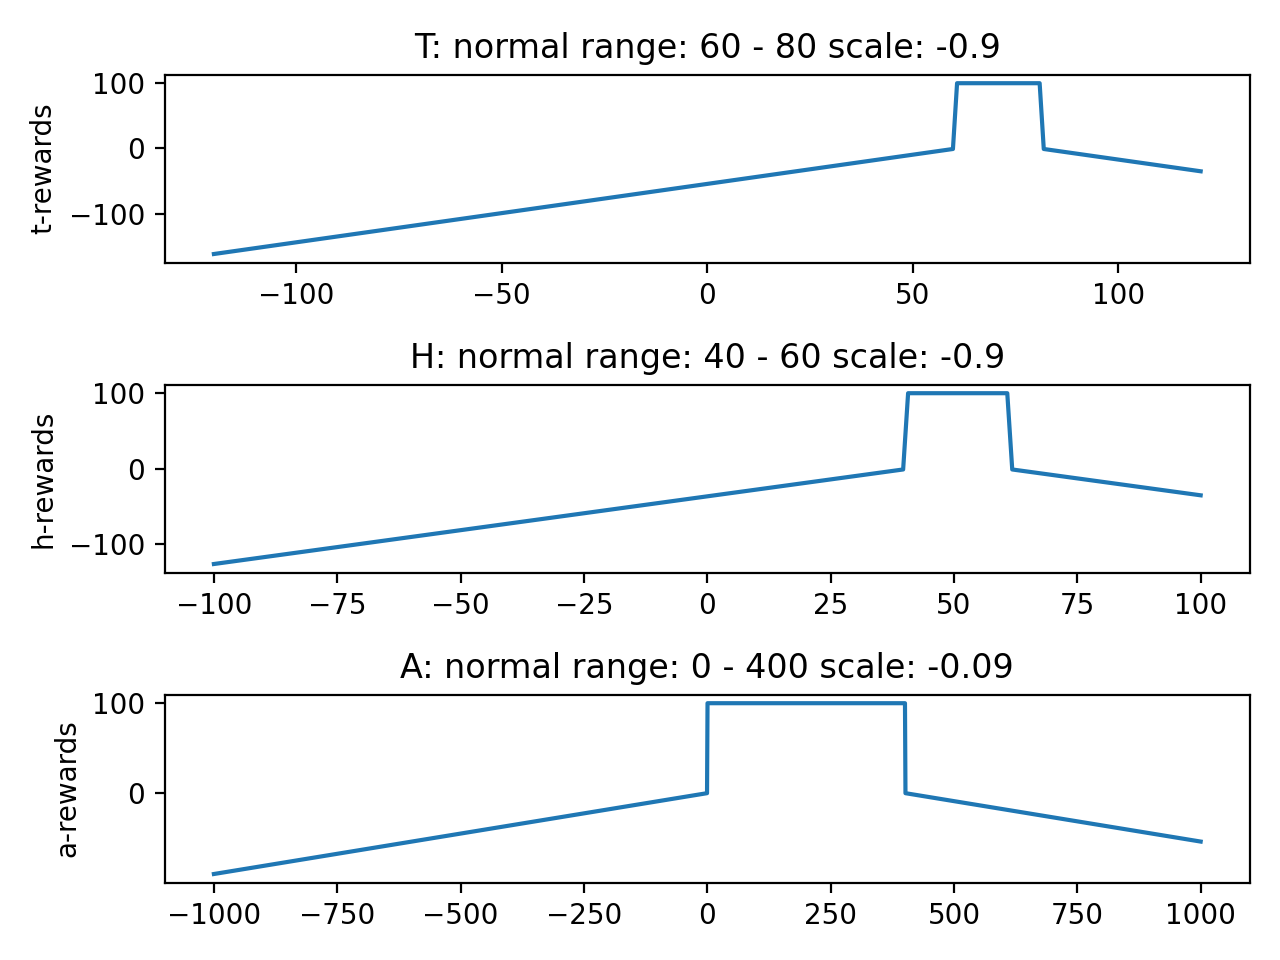 T: normal range: 60 - 80 scale: -0.9
t-rewards
100
0
−100
−100 −50 0 50 100
H: normal range: 40 - 60 scale: -0.9
h-rewards
100
0
−100
−100 −75 −50 −25 0 25 50 75 100
A: normal range: 0 - 400 scale: -0.09
a-rewards
100
0
−1000 −750 −500 −250 0 250 500 750 1000